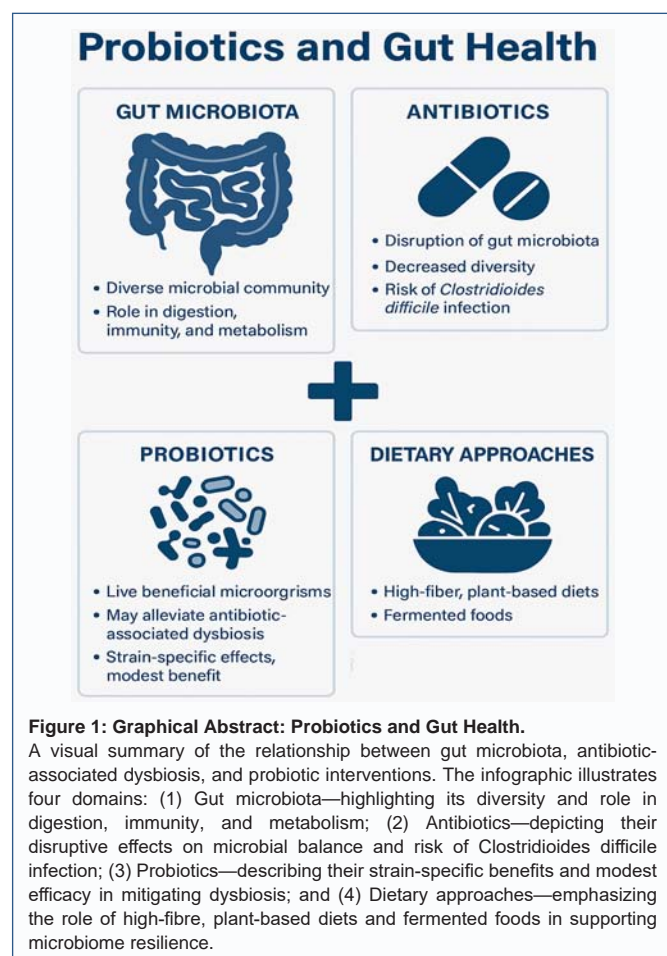 Probiotics and Gut Health
GUT MICROBIOTA
• Diverse microbial community
• Role in digestion,
immunity, and metabolism
ANTIBIOTICS
• Disruption of gut microbiota
• Decreased diversity
• Risk of Clostridioides
difficile infection
PROBIOTICS
• Live beneficial microorgrisms
• May alleviate antibiotic-
associated dysbiosis
• Strain-specific effects,
modest benefit
DIETARY APPROACHES
• High-fiber, plant-based diets
• Fermented foods
Figure 1: Graphical Abstract: Probiotics and Gut Health.
A visual summary of the relationship between gut microbiota, antibiotic-
associated dysbiosis, and probiotic interventions. The infographic illustrates
four domains: (1) Gut microbiota—highlighting its diversity and role in
digestion, immunity, and metabolism; (2) Antibiotics—depicting their
disruptive effects on microbial balance and risk of Clostridioides difficile
infection; (3) Probiotics—describing their strain-specific benefits and modest
efficacy in mitigating dysbiosis; and (4) Dietary approaches—emphasizing
the role of high-fibre, plant-based diets and fermented foods in supporting
microbiome resilience.